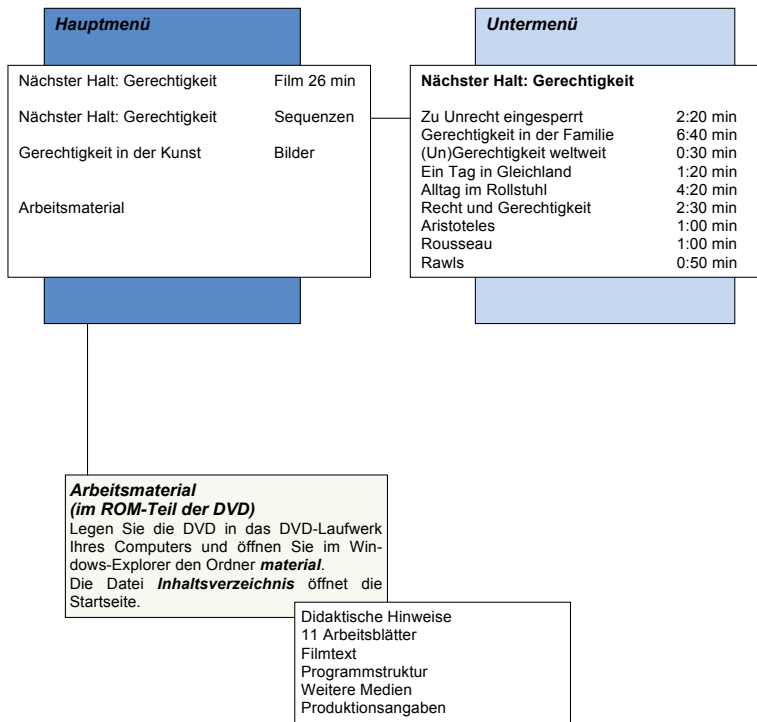 Hauptmenü
Nächster Halt: Gerechtigkeit Film 26 min
Nächster Halt: Gerechtigkeit Sequenzen
Gerechtigkeit in der Kunst Bilder
Arbeitsmaterial
Untermenü
Nächster Halt: Gerechtigkeit
Zu Unrecht eingesperrt 2:20 min
Gerechtigkeit in der Familie 6:40 min
(Un)Gerechtigkeit weltweit 0:30 min
Ein Tag in Gleichland 1:20 min
Alltag im Rollstuhl 4:20 min
Recht und Gerechtigkeit 2:30 min
Aristoteles 1:00 min
Rousseau 1:00 min
Rawls 0:50 min
Arbeitsmaterial
(im ROM-Teil der DVD)
Legen Sie die DVD in das DVD-Laufwerk
Ihres Computers und öffnen Sie im Win-
dows-Explorer den Ordner material.
Die Datei Inhaltsverzeichnis öffnet die
Startseite.
Didaktische Hinweise
11 Arbeitsblätter
Filmtext
Programmstruktur
Weitere Medien
Produktionsangaben